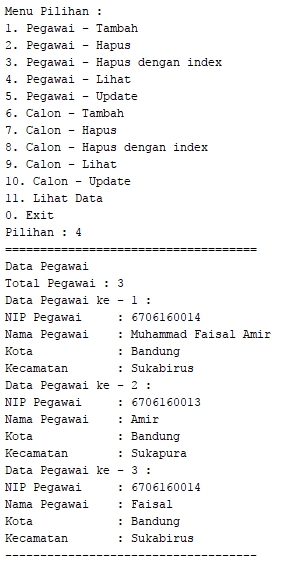 Menu Pilihan :
1. Pegawai - Tambah
2. Pegawai - Hapus
3. Pegawai - Hapus dengan index
4. Pegawai - Lihat
5. Pegawai - Update
6. Calon - Tambah
7. Calon - Hapus
8. Calon - Hapus dengan index
9. Calon - Lihat
10. Calon - Update
11. Lihat Data
0. Exit
Pilihan : 4
====================================
Data Pegawai
Total Pegawai : 3
Data Pegawai ke - 1 :
NIP Pegawai     : 6706160014
Nama Pegawai    : Muhammad Faisal Amir
Kota            : Bandung
Kecamatan       : Sukabirus
Data Pegawai ke - 2 :
NIP Pegawai     : 6706160013
Nama Pegawai    : Amir
Kota            : Bandung
Kecamatan       : Sukapura
Data Pegawai ke - 3 :
NIP Pegawai     : 6706160014
Nama Pegawai    : Faisal
Kota            : Bandung
Kecamatan       : Sukabirus
------------------------------------